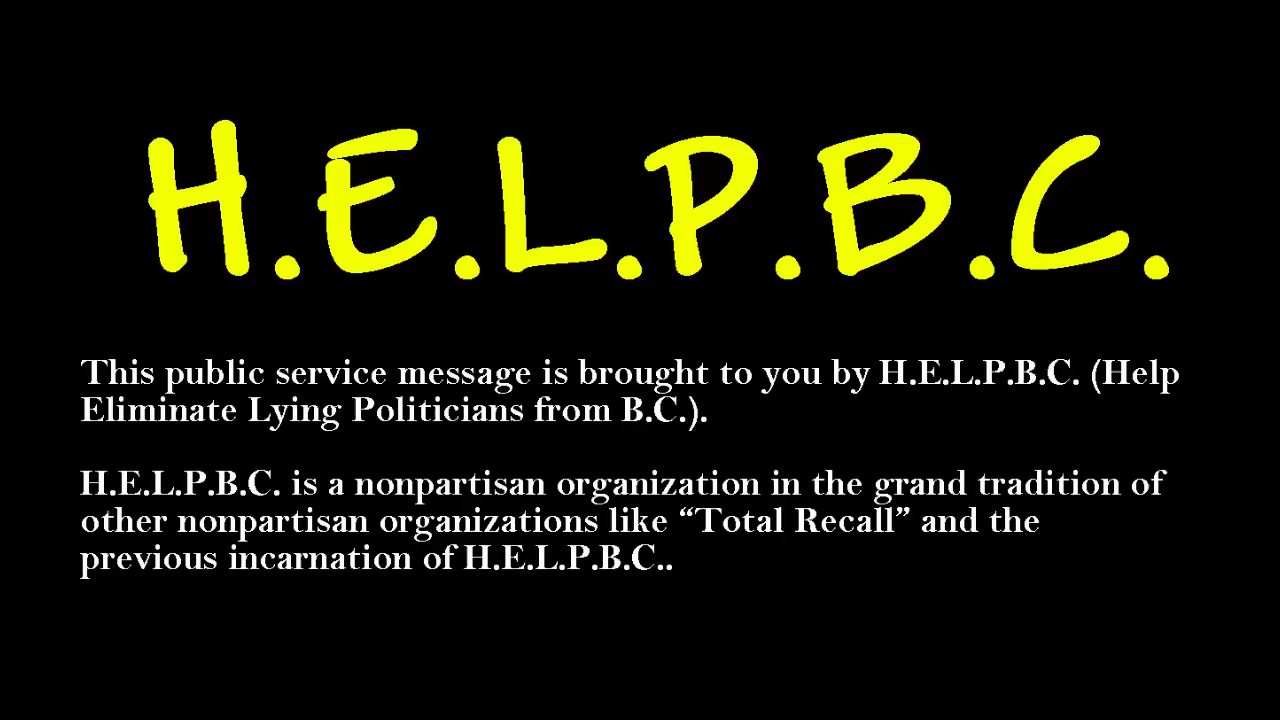 H.E.L.P.B.C.
This public service message is brought to you by H.E.L.P.B.C. (Help
Eliminate Lying Politicians from B.C.).
H.E.L.P.B.C. is a nonpartisan organization in the grand tradition of
other nonpartisan organizations like “Total Recall” and the
previous incarnation of H.E.L.P.B.C..